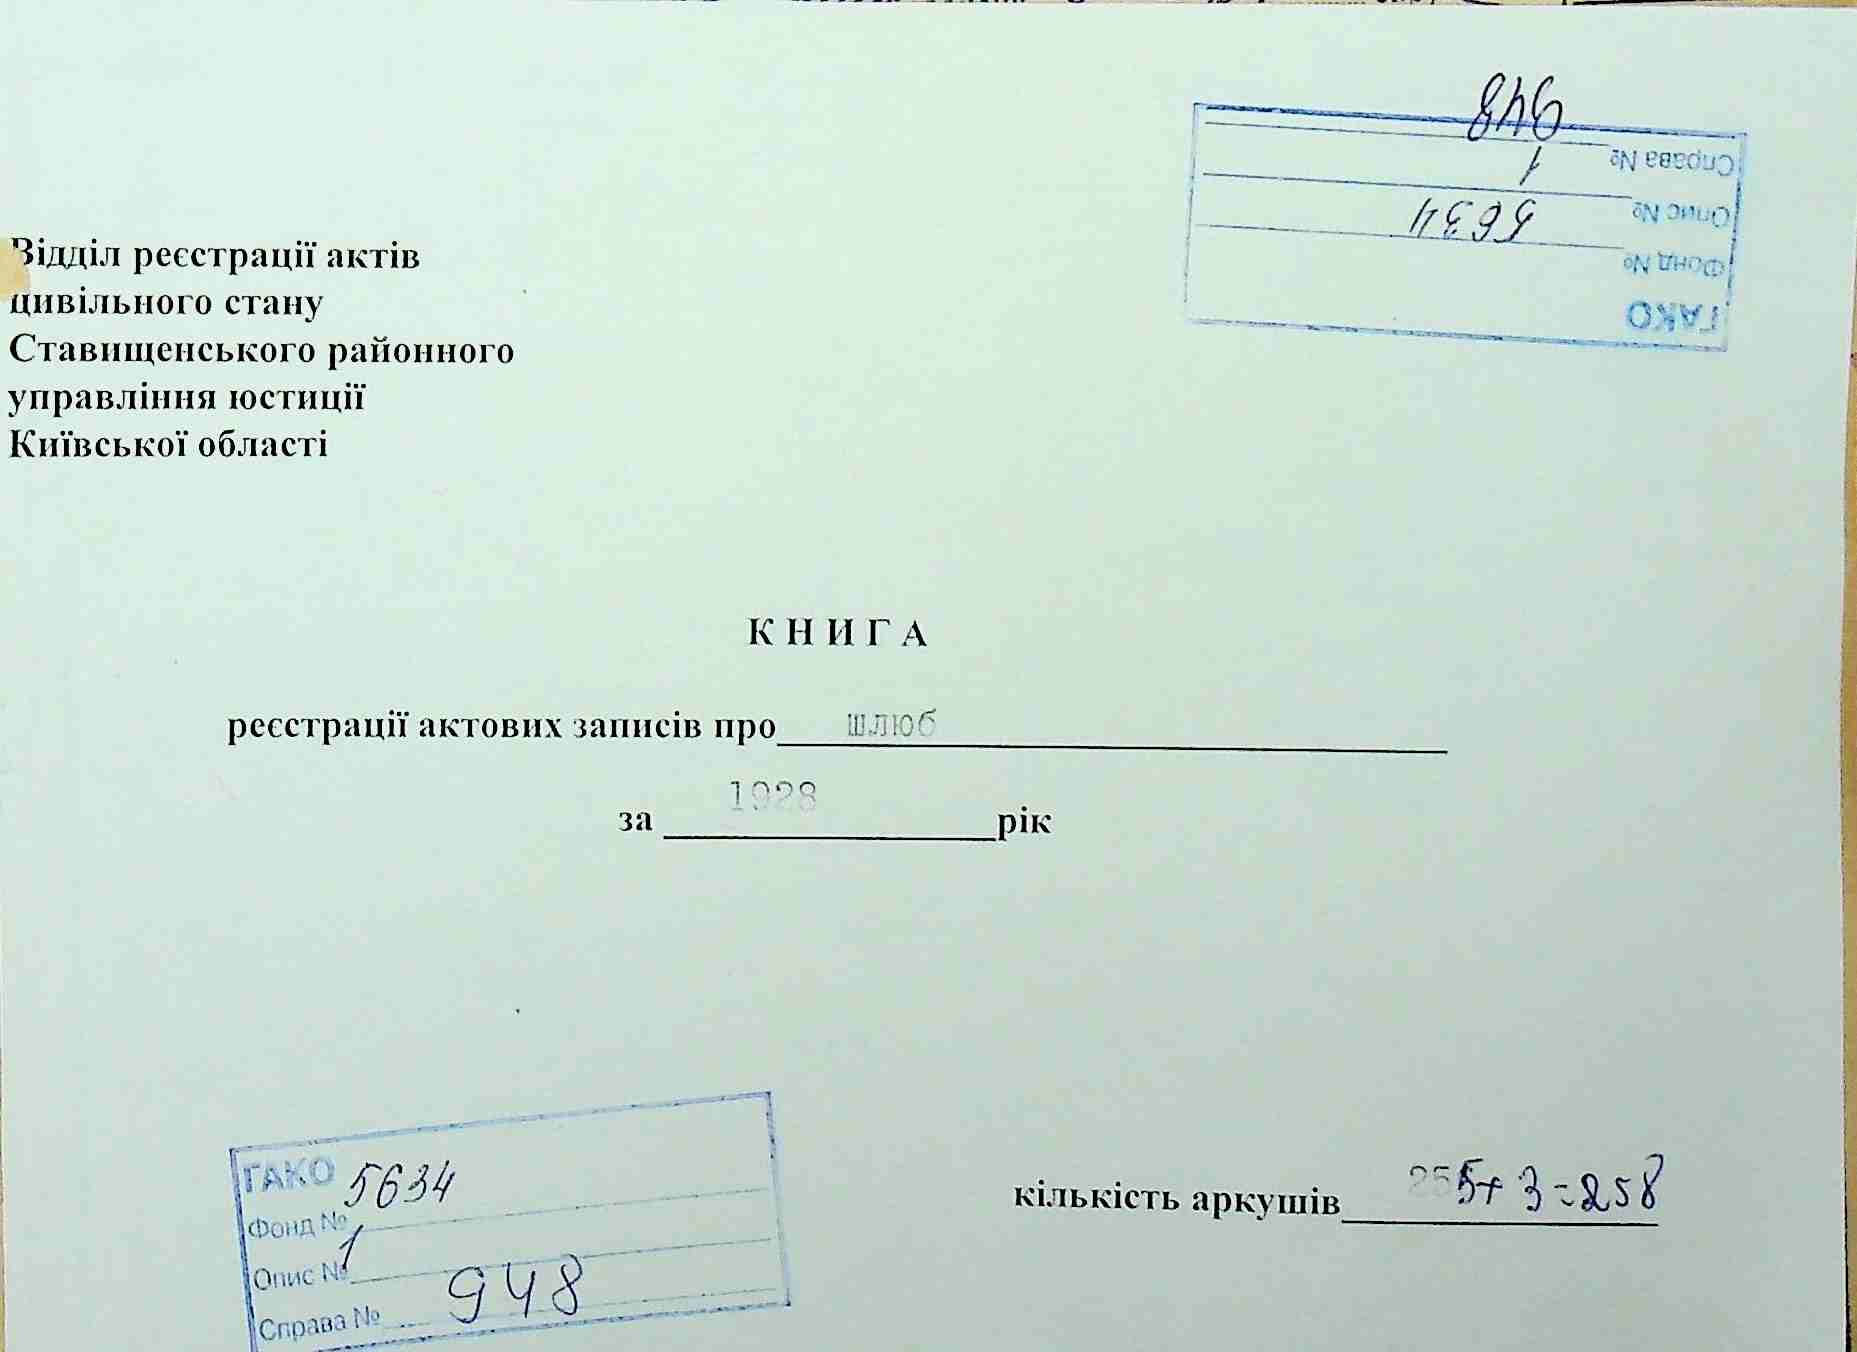 948
Справа №
1
Опис №
5634
Фонд №
ГАКО
Відділ реєстрації актів
цивільного стану
Ставищенського районного
управління юстиції
Київської області
К Н И Г А
реєстрації актових записів про шлюб
за 1928 рік
ГАКО
Фонд № 5634
Опис № 1
Справа № 948
кількість аркушів 255+3=258